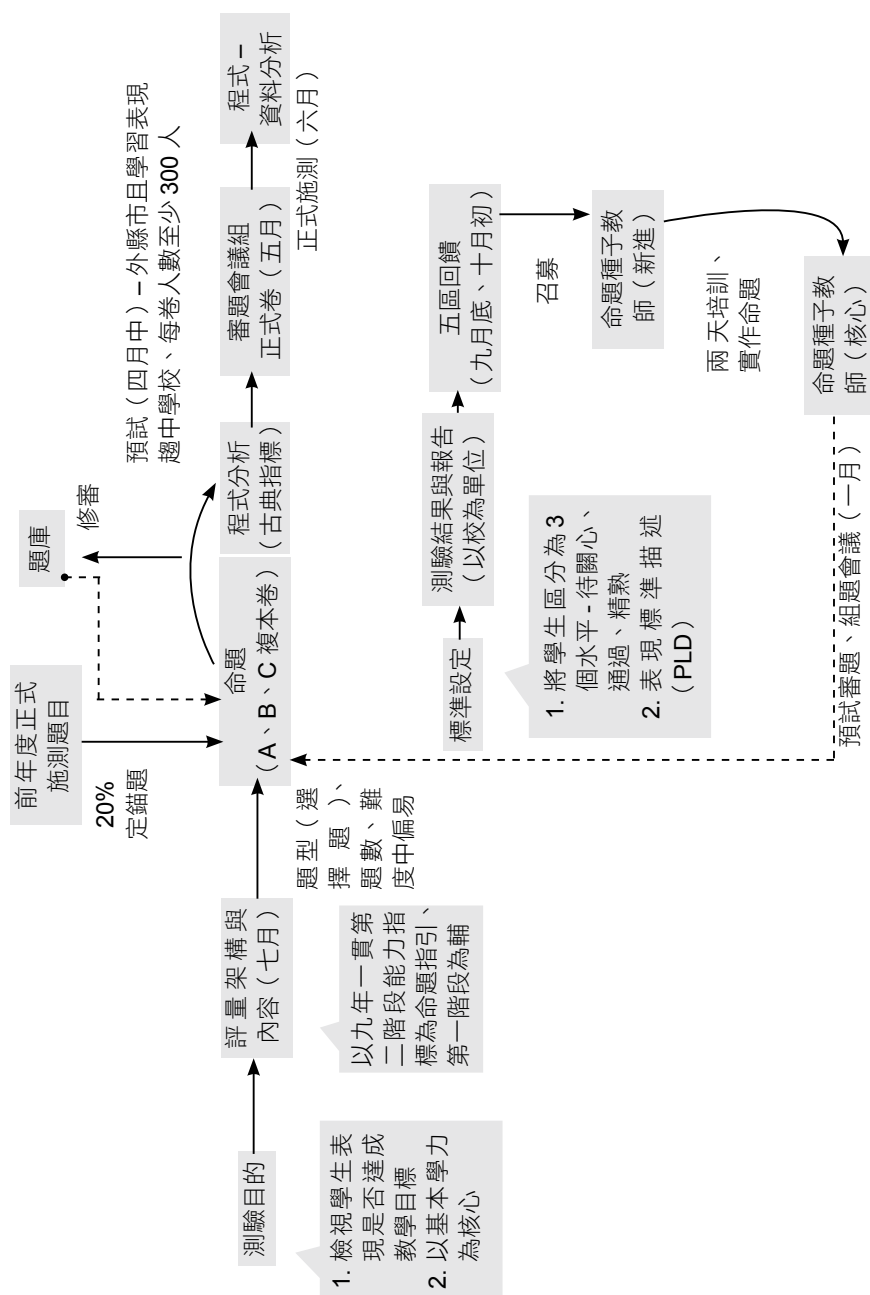 測驗目的
1. 檢視學生表
現是否達成
教學目標
2. 以基本學力
為核心
評量架構與
內容（七月）
以九年一貫第
二階段能力指
標為命題指引、
第一階段為輔
前年度正式
施測題目
20%
定錨題
題庫
修審
命題
（A、B、C 複本卷）
題型（選
擇題）、
題數、難
度中偏易
預試（四月中）– 外縣市且學習表現
趨中學校、每卷人數至少 300 人
程式分析
（古典指標）
審題會議組
正式卷（五月）
正式施測（六月）
程式 –
資料分析
標準設定
1. 將學生區分為 3
個水平 - 待關心、
通過、精熟
2. 表現標準描述
（PLD）
測驗結果與報告
（以校為單位）
五區回饋
（九月底、十月初）
召募
命題種子教
師（新進）
兩天培訓、
實作命題
命題種子教
師（核心）
預試審題、組題會議（一月）